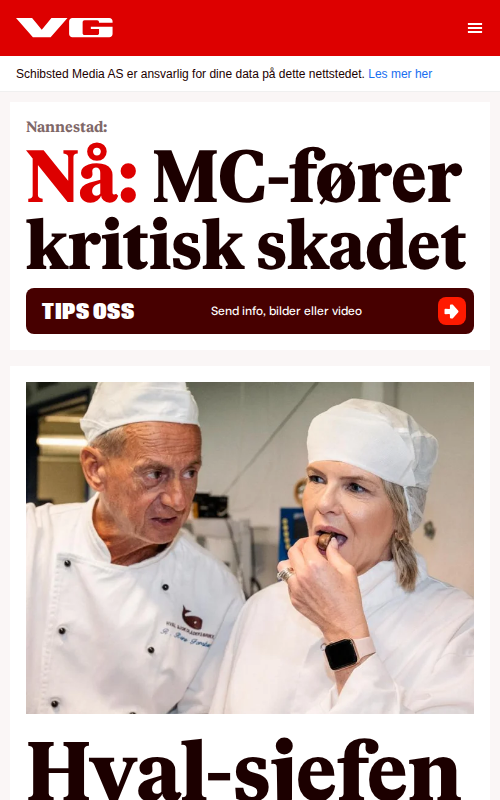 VG
Schibsted Media AS er ansvarlig for dine data på dette nettstedet. Les mer her
Nannestad:
Nå: MC-fører
kritisk skadet
TIPS OSS
Send info, bilder eller video
Hval-sjefen